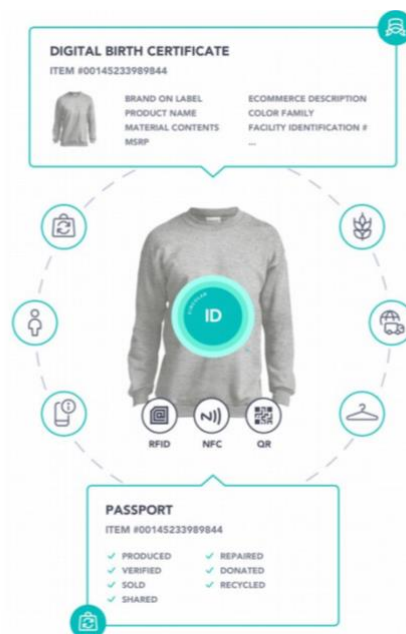 DIGITAL BIRTH CERTIFICATE
ITEM #00145233989844
BRAND ON LABEL
PRODUCT NAME
MATERIAL CONTENTS
MSRP
ECOMMERCE DESCRIPTION
COLOR FAMILY
FACILITY IDENTIFICATION #
...
ID
RFID
NFC
QR
PASSPORT
ITEM #00145233989844
PRODUCED
VERIFIED
SOLD
SHARED
REPAIRED
DONATED
RECYCLED